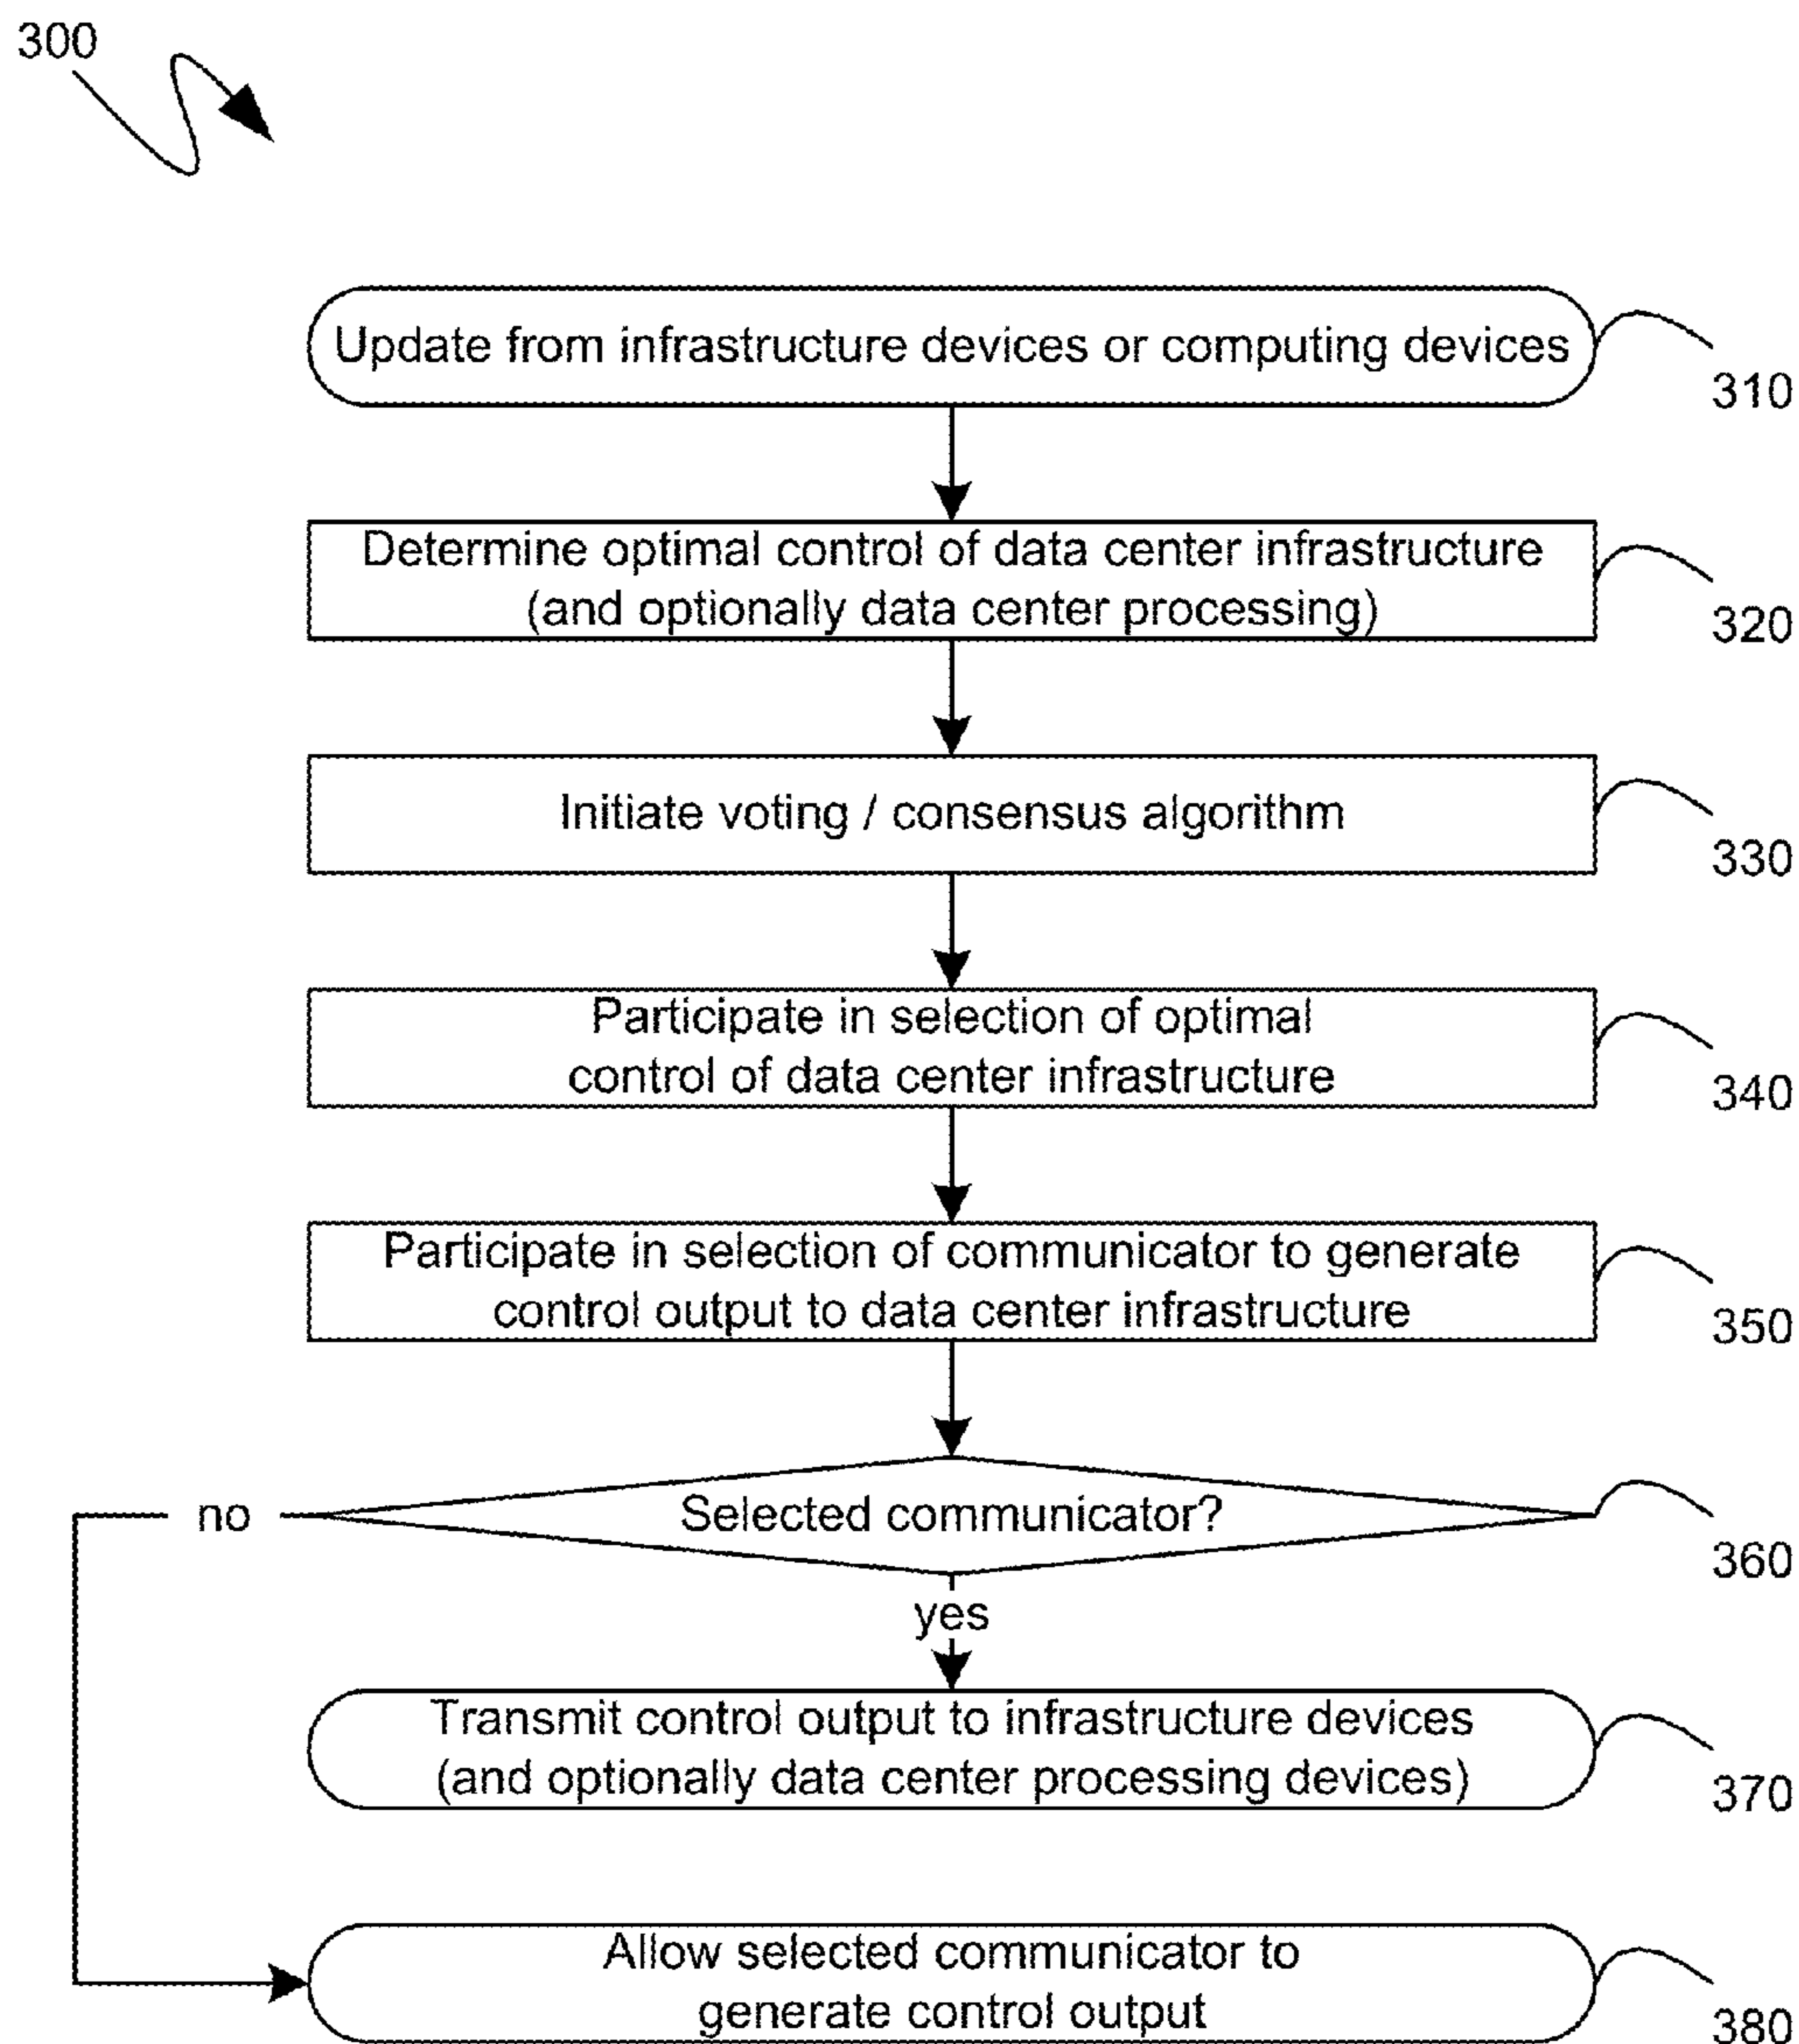 300
Update from infrastructure devices or computing devices
310
Determine optimal control of data center infrastructure
(and optionally data center processing)
320
Initiate voting / consensus algorithm
330
Participate in selection of optimal
control of data center infrastructure
340
Participate in selection of communicator to generate
control output to data center infrastructure
350
Selected communicator?
no
360
yes
Transmit control output to infrastructure devices
(and optionally data center processing devices)
370
Allow selected communicator to
generate control output
380